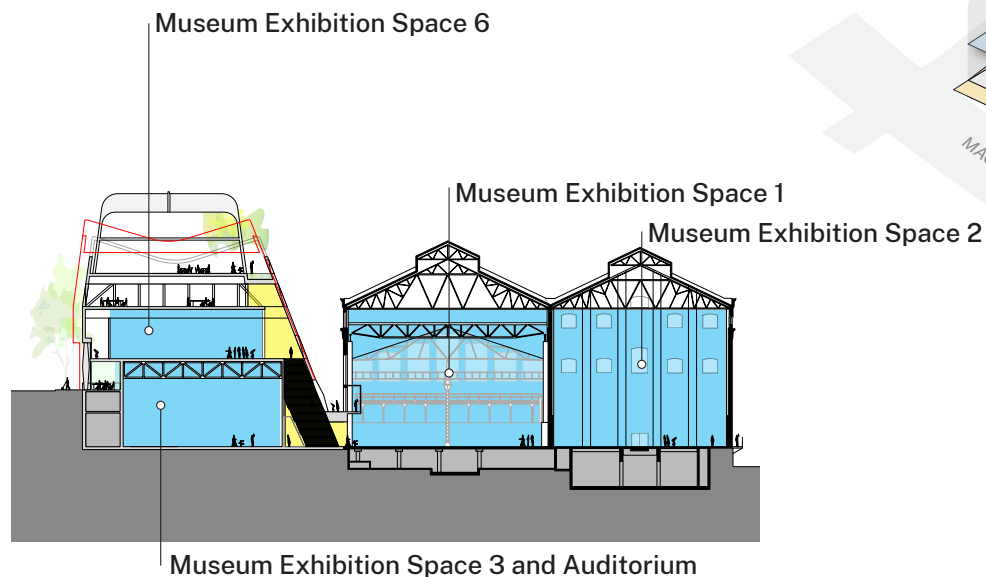 Museum Exhibition Space 6
Museum Exhibition Space 1
Museum Exhibition Space 2
Museum Exhibition Space 3 and Auditorium